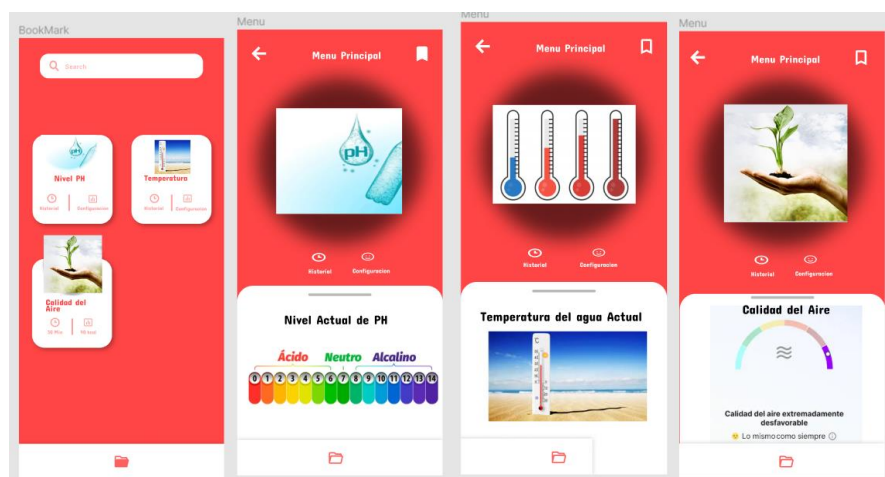 BookMark
Search
Nivel PH
Historial
Configuracion
Temperatura
Historial
Configuracion
Calidad del
Aire
Menu
Menu Principal
pH
Historial
Configuracion
Nivel Actual de PH
Ácido Neutro Alcalino
0 1 2 3 4 5 6 7 8 9 10 11 12 13 14
Menu
Menu Principal
Historial
Configuracion
Temperatura del agua Actual
C
Menu
Menu Principal
Historial
Configuracion
Calidad del Aire
Calidad del aire extremadamente
desfavorable
Lo mismo como siempre